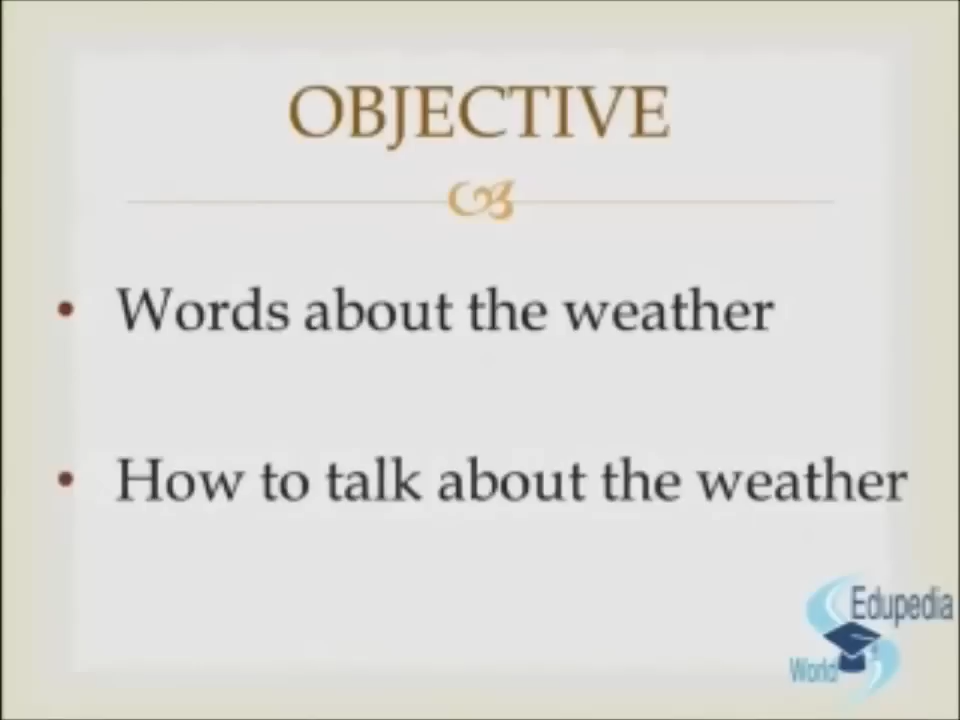 OBJECTIVE
• Words about the weather
• How to talk about the weather
Edupedia
World